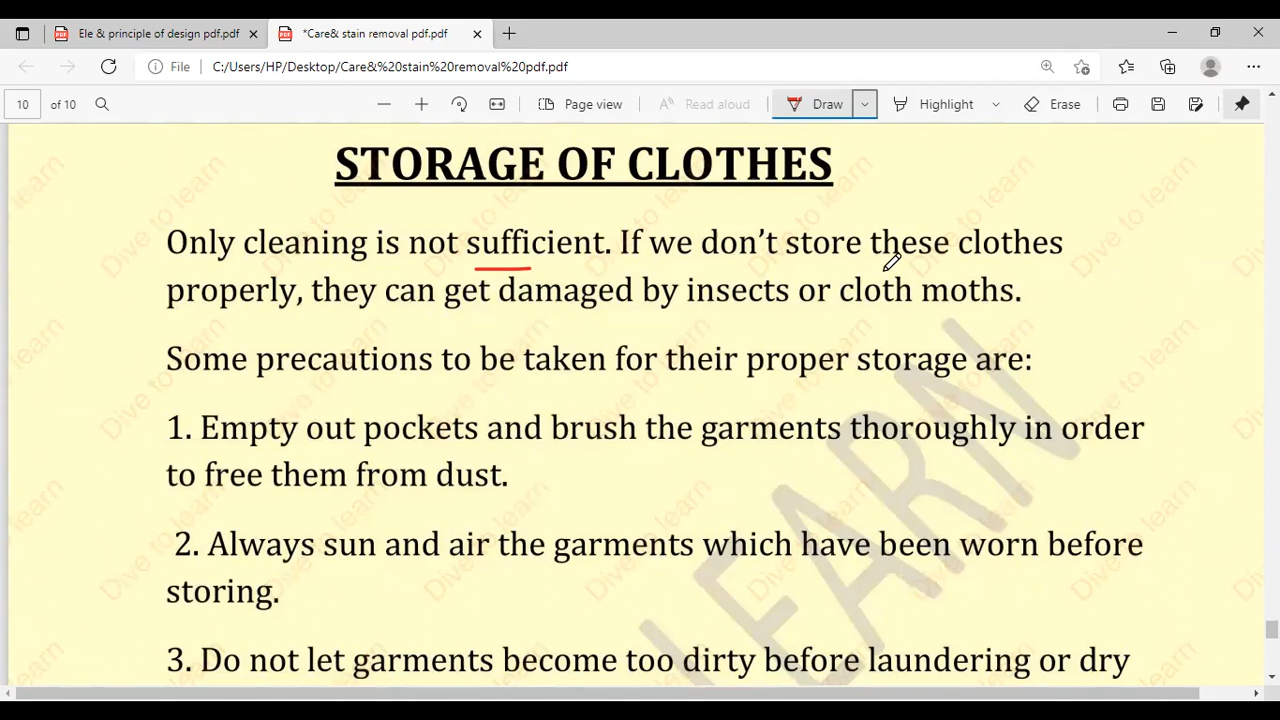 Ele & principle of design pdf.pdf
*Care& stain removal pdf.pdf
File
C:/Users/HP/Desktop/Care&%20stain%20removal%20pdf.pdf
10 of 10
Page view
Read aloud
Draw
Highlight
Erase
STORAGE OF CLOTHES
Only cleaning is not sufficient. If we don’t store these clothes
properly, they can get damaged by insects or cloth moths.
Some precautions to be taken for their proper storage are:
1. Empty out pockets and brush the garments thoroughly in order
to free them from dust.
2. Always sun and air the garments which have been worn before
storing.
3. Do not let garments become too dirty before laundering or dry
Dive to learn
LEARN